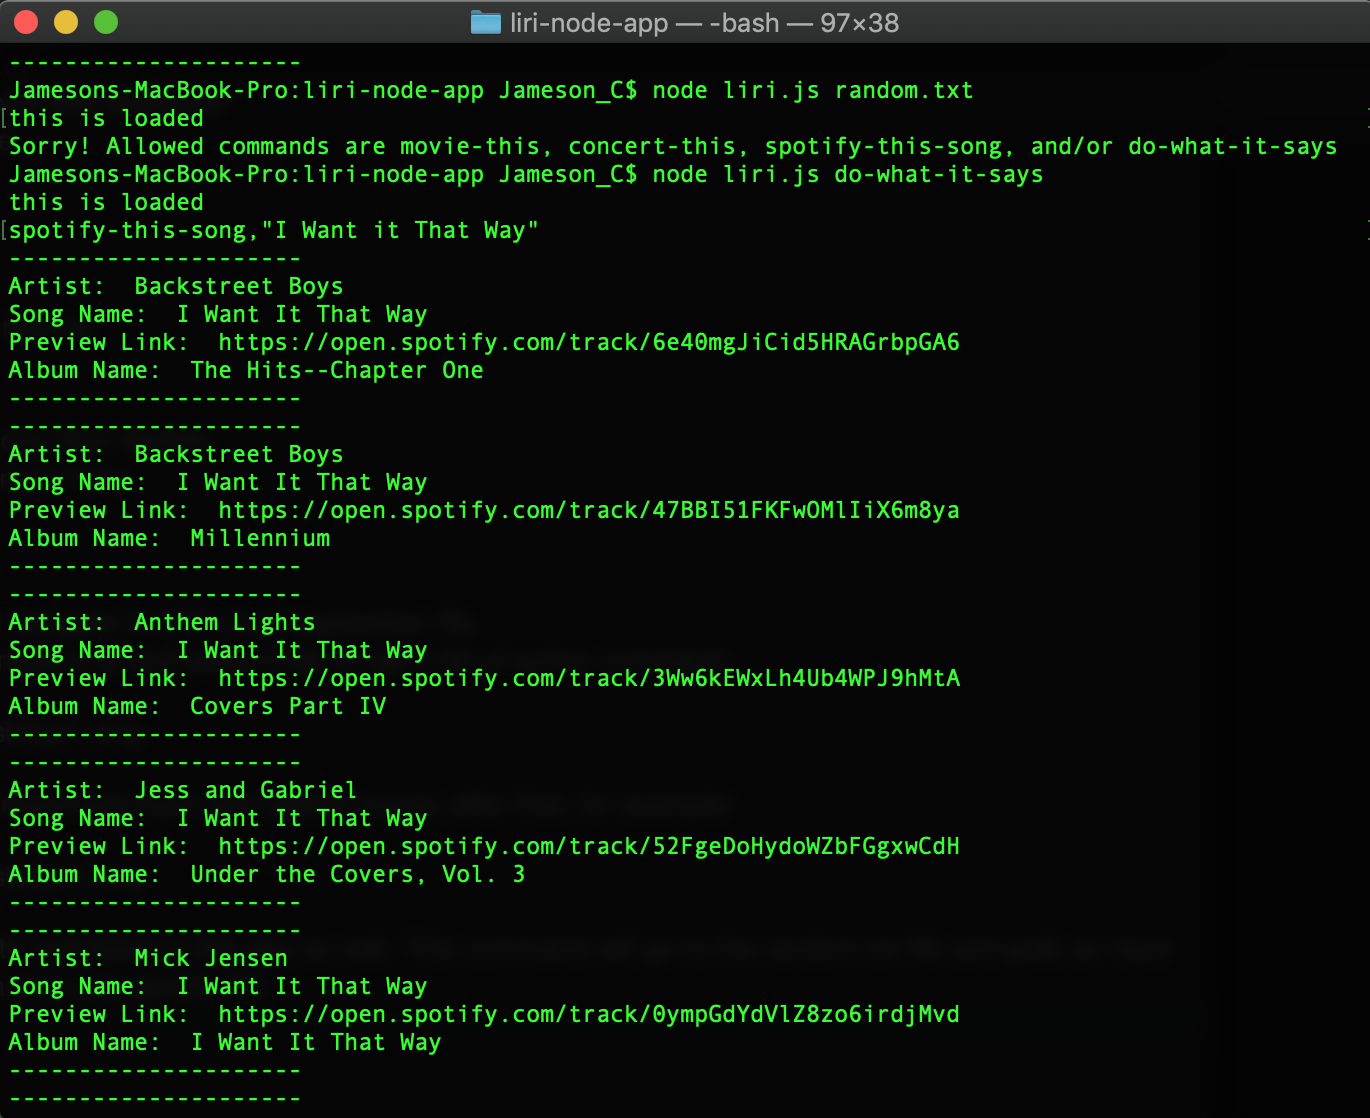 liri-node-app — -bash — 97×38
---------------------
Jamesons-MacBook-Pro:liri-node-app Jameson_C$ node liri.js random.txt
[this is loaded
Sorry! Allowed commands are movie-this, concert-this, spotify-this-song, and/or do-what-it-says
Jamesons-MacBook-Pro:liri-node-app Jameson_C$ node liri.js do-what-it-says
this is loaded
[spotify-this-song,"I Want it That Way"
---------------------
Artist:  Backstreet Boys
Song Name:  I Want It That Way
Preview Link:  https://open.spotify.com/track/6e40mgJiCid5HRAGrbpGA6
Album Name:  The Hits--Chapter One
---------------------
---------------------
Artist:  Backstreet Boys
Song Name:  I Want It That Way
Preview Link:  https://open.spotify.com/track/47BBI51FKFwOMlIiX6m8ya
Album Name:  Millennium
---------------------
---------------------
Artist:  Anthem Lights
Song Name:  I Want It That Way
Preview Link:  https://open.spotify.com/track/3Ww6kEWxLh4Ub4WPJ9hMtA
Album Name:  Covers Part IV
---------------------
---------------------
Artist:  Jess and Gabriel
Song Name:  I Want It That Way
Preview Link:  https://open.spotify.com/track/52FgeDoHydoWZbFGgxwCdH
Album Name:  Under the Covers, Vol. 3
---------------------
---------------------
Artist:  Mick Jensen
Song Name:  I Want It That Way
Preview Link:  https://open.spotify.com/track/0ympGdYdVlZ8zo6irdjMvd
Album Name:  I Want It That Way
---------------------
---------------------